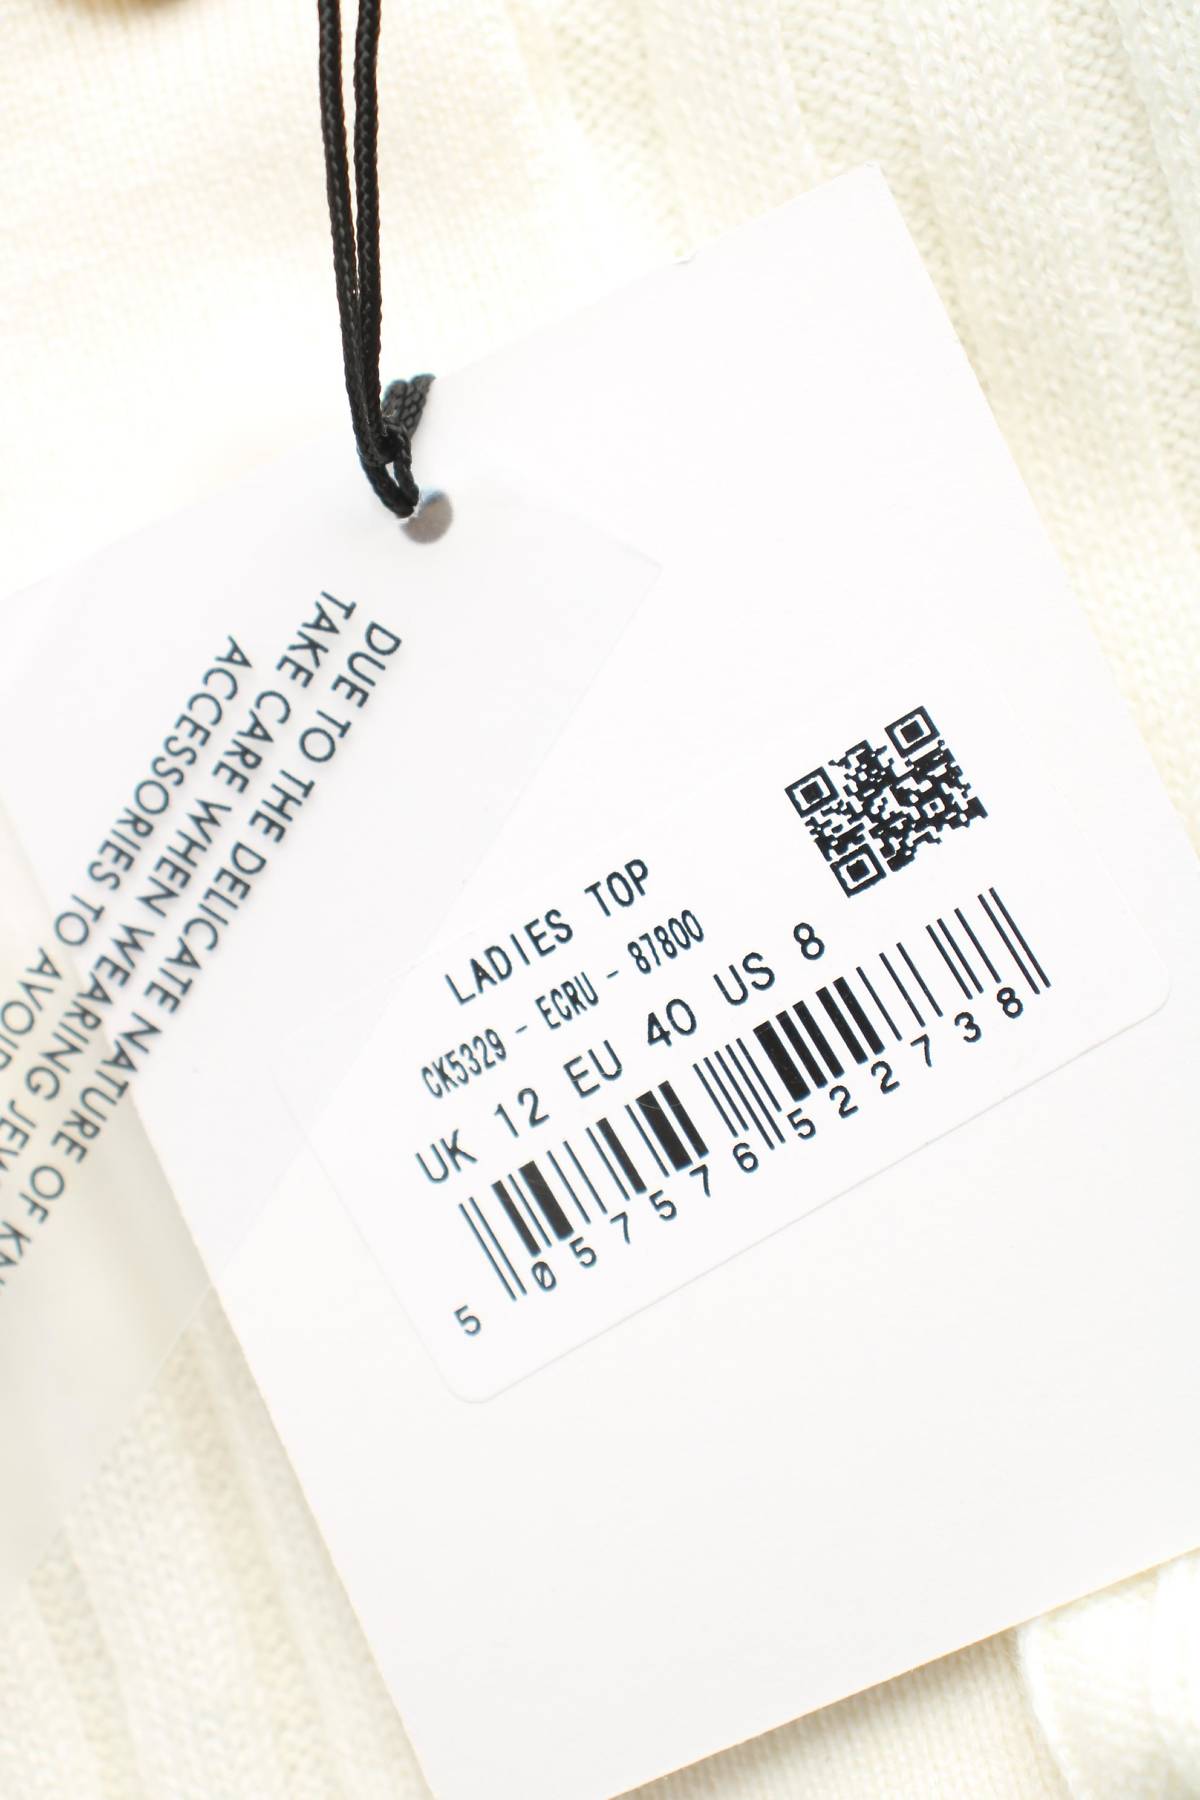 DUE TO THE DELICATE NATURE OF
TAKE CARE WHEN WEARING
ACCESSORIES TO AVOID
LADIES TOP
CK5329 - ECRU - 87800
UK 12 EU 40 US 8
5 057576 522738